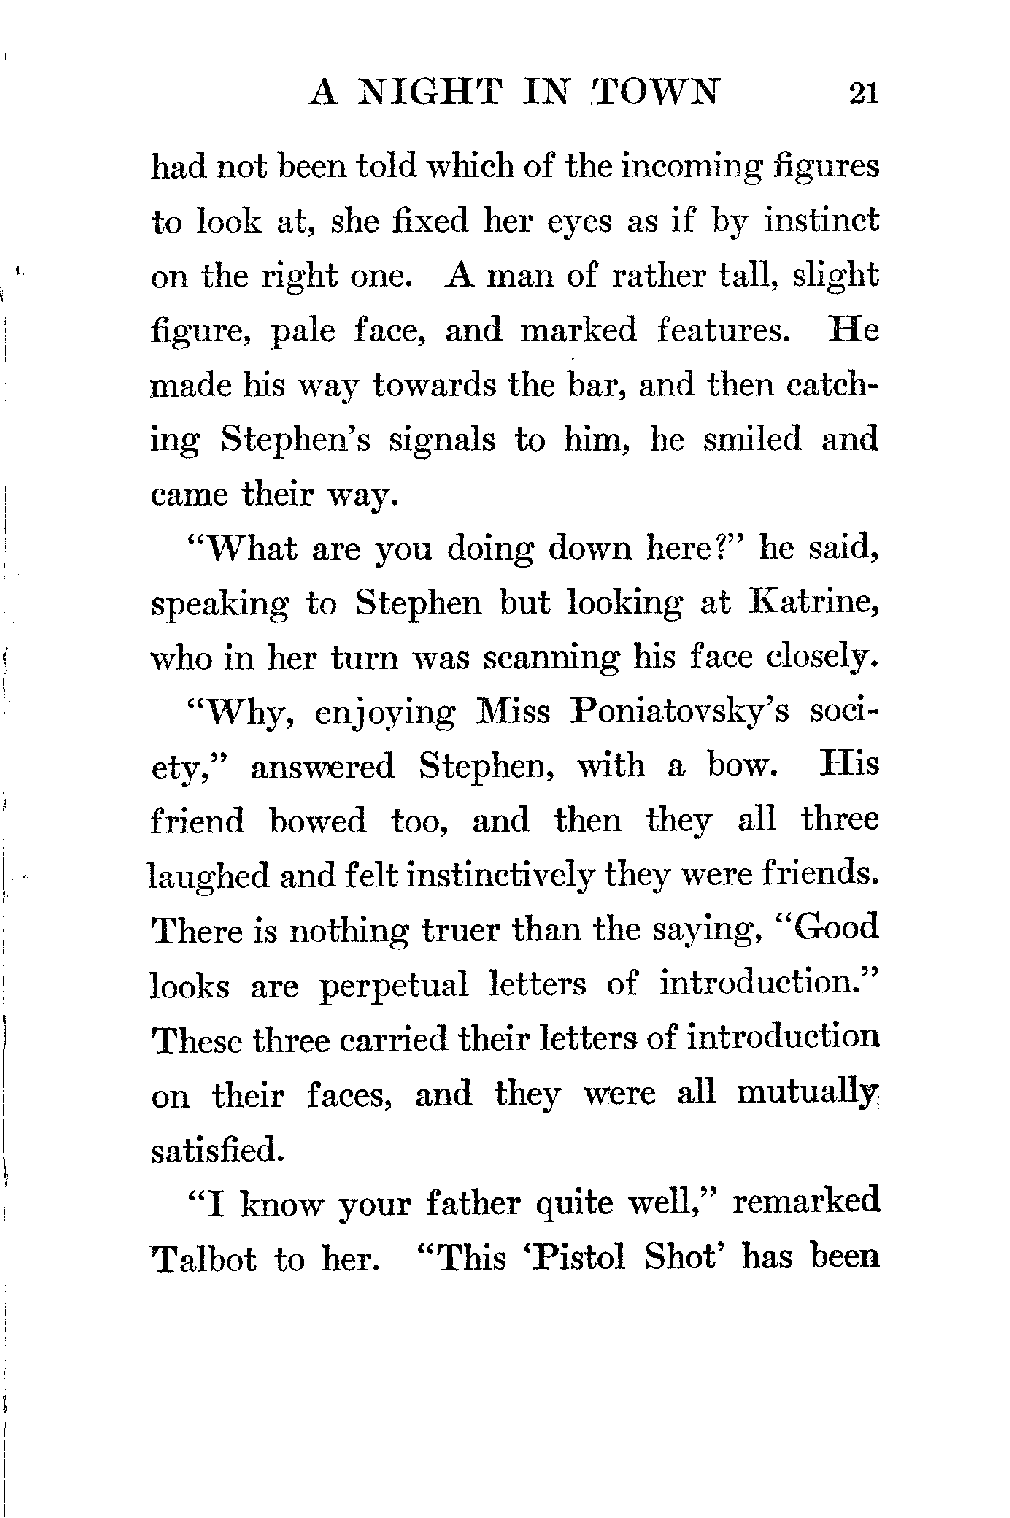 A NIGHT IN TOWN 21
had not been told which of the incoming figures
to look at, she fixed her eyes as if by instinct
on the right one. A man of rather tall, slight
figure, pale face, and marked features. He
made his way towards the bar, and then catch-
ing Stephen's signals to him, he smiled and
came their way.
“What are you doing down here?” he said,
speaking to Stephen but looking at Katrine,
who in her turn was scanning his face closely.
“Why, enjoying Miss Poniatovsky's soci-
ety,” answered Stephen, with a bow. His
friend bowed too, and then they all three
laughed and felt instinctively they were friends.
There is nothing truer than the saying, “Good
looks are perpetual letters of introduction.”
These three carried their letters of introduction
on their faces, and they were all mutually
satisfied.
“I know your father quite well,” remarked
Talbot to her. “This ‘Pistol Shot’ has been